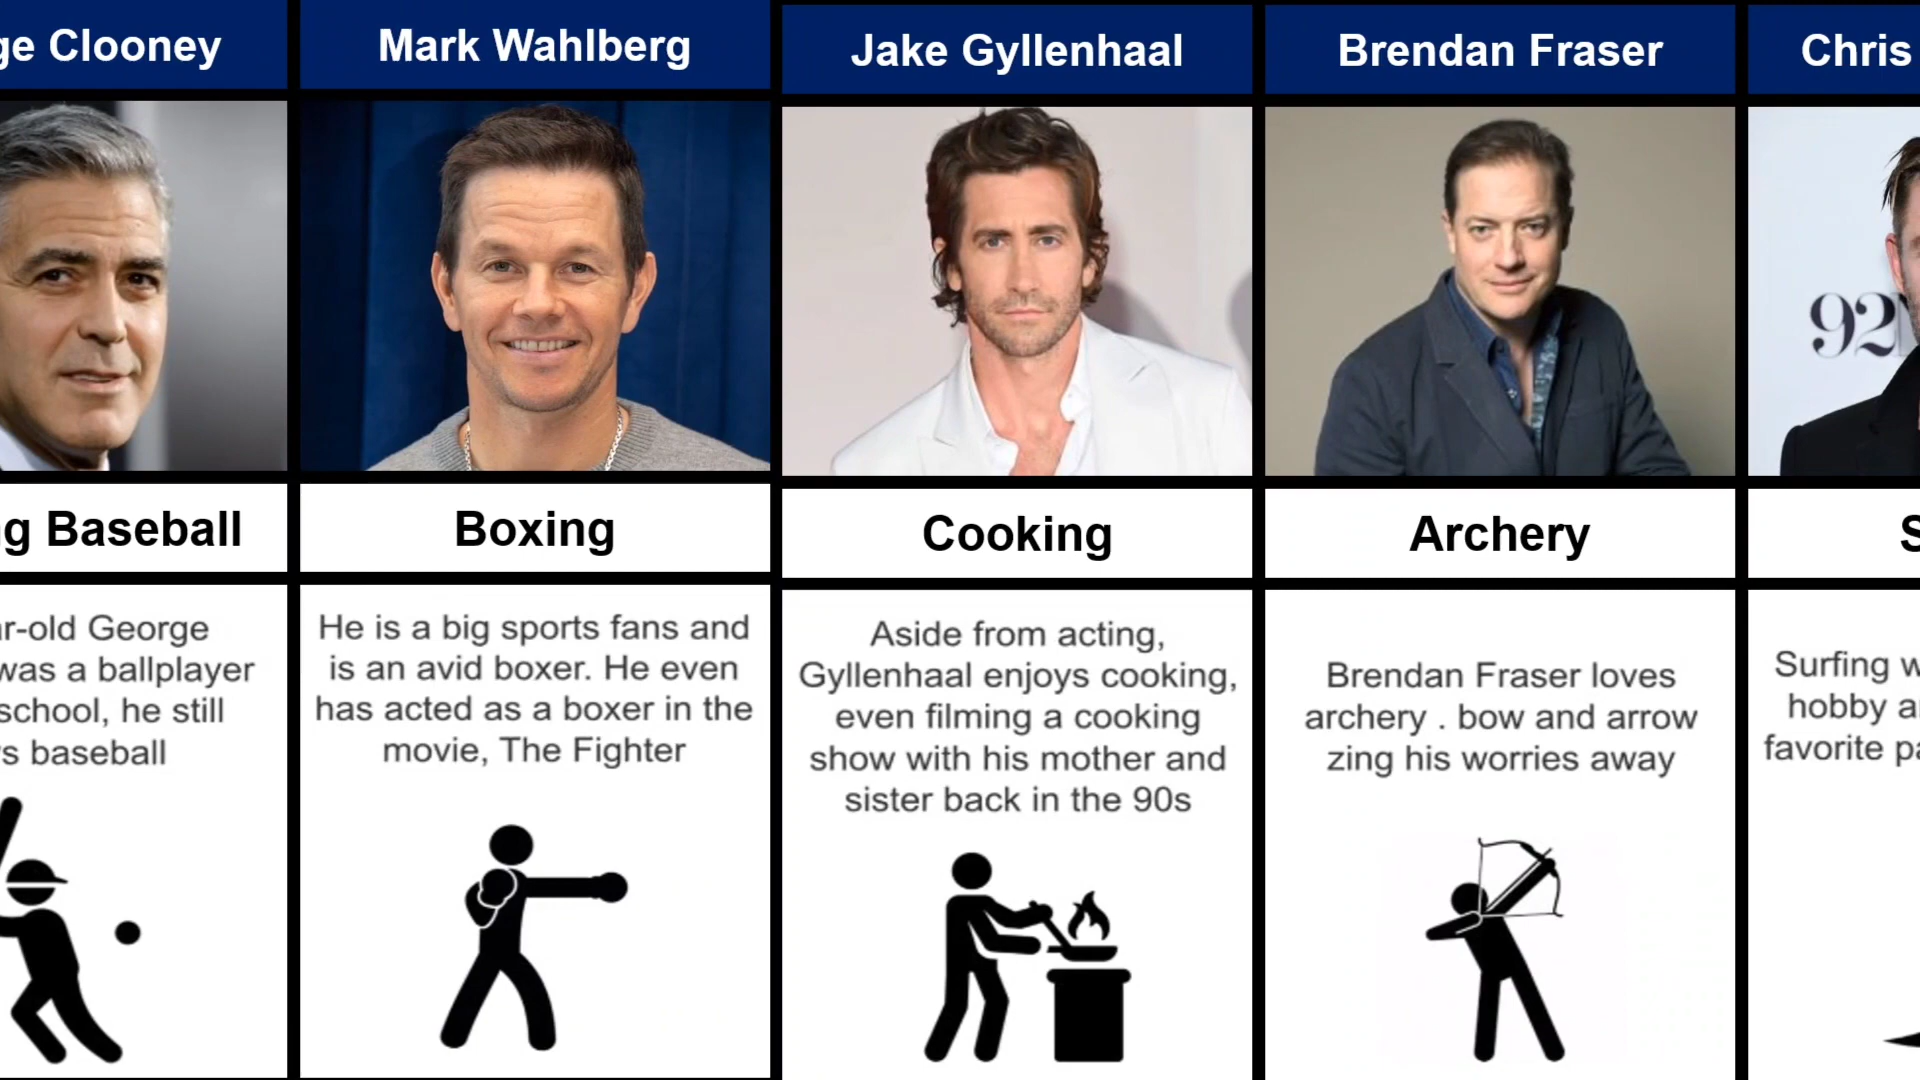 ge Clooney
g Baseball
r-old George
was a ballplayer
school, he still
s baseball
Mark Wahlberg
Boxing
He is a big sports fans and
is an avid boxer. He even
has acted as a boxer in the
movie, The Fighter
Jake Gyllenhaal
Cooking
Aside from acting,
Gyllenhaal enjoys cooking,
even filming a cooking
show with his mother and
sister back in the 90s
Brendan Fraser
Archery
Brendan Fraser loves
archery . bow and arrow
zing his worries away
Chris
92
S
Surfing w
hobby a
favorite pa